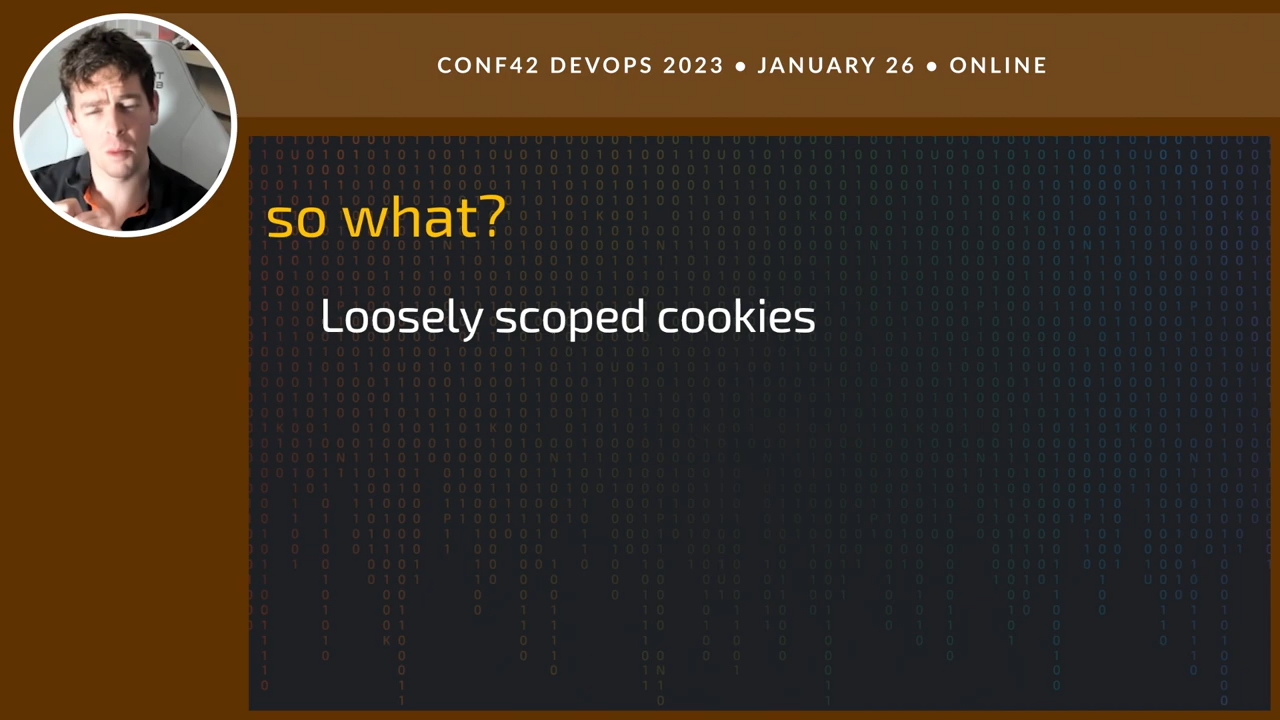 CONF42 DEVOPS 2023 ● JANUARY 26 ● ONLINE
so what?
Loosely scoped cookies